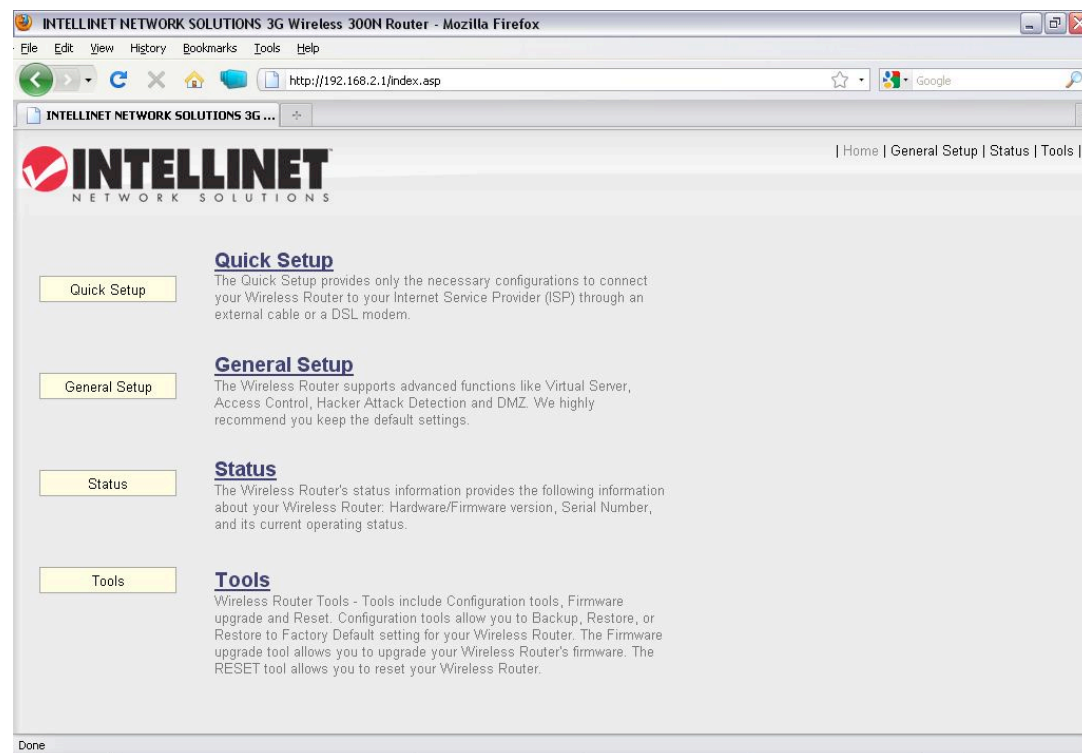 INTELLINET NETWORK SOLUTIONS 3G Wireless 300N Router - Mozilla Firefox
File Edit View History Bookmarks Tools Help
http://192.168.2.1/index.asp
Google
INTELLINET NETWORK SOLUTIONS 3G ...
INTELLINET
NETWORK SOLUTIONS
| Home | General Setup | Status | Tools |
Quick Setup
Quick Setup
The Quick Setup provides only the necessary configurations to connect
your Wireless Router to your Internet Service Provider (ISP) through an
external cable or a DSL modem.
General Setup
General Setup
The Wireless Router supports advanced functions like Virtual Server,
Access Control, Hacker Attack Detection and DMZ. We highly
recommend you keep the default settings.
Status
Status
The Wireless Router's status information provides the following information
about your Wireless Router: Hardware/Firmware version, Serial Number,
and its current operating status.
Tools
Tools
Wireless Router Tools - Tools include Configuration tools, Firmware
upgrade and Reset. Configuration tools allow you to Backup, Restore, or
Restore to Factory Default setting for your Wireless Router. The Firmware
upgrade tool allows you to upgrade your Wireless Router's firmware. The
RESET tool allows you to reset your Wireless Router.
Done